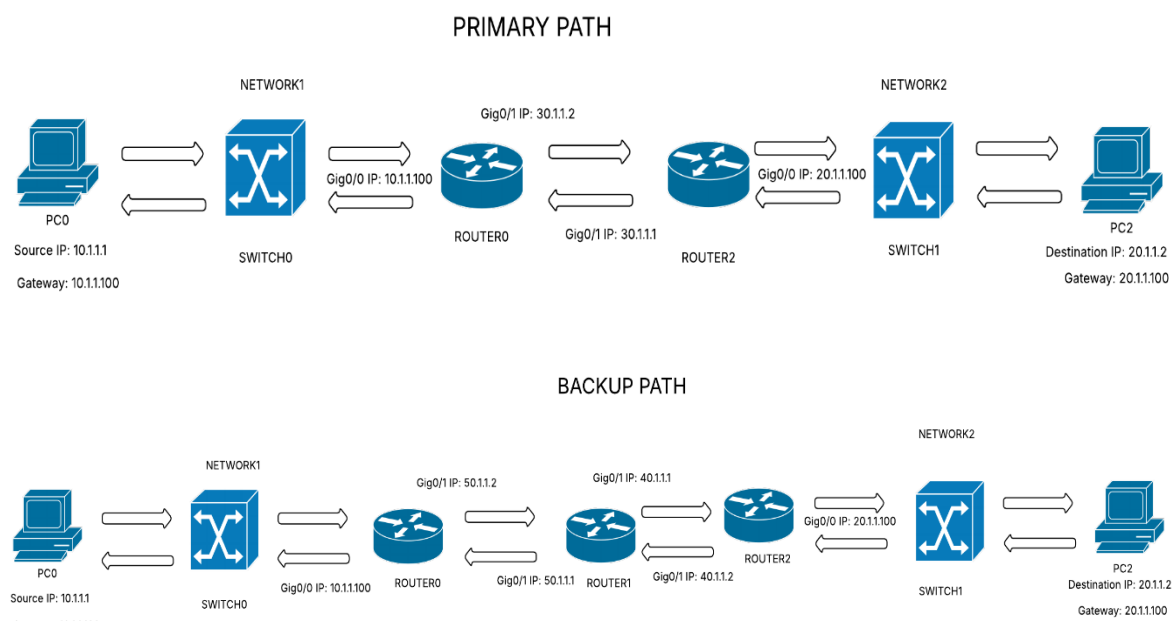 PRIMARY PATH
NETWORK1
NETWORK2
Gig0/1 IP: 30.1.1.2
Gig0/0 IP: 10.1.1.100
Gig0/0 IP: 20.1.1.100
PC0
ROUTER0
Gig0/1 IP: 30.1.1.1
PC2
Source IP: 10.1.1.1
SWITCH0
ROUTER2
SWITCH1
Destination IP: 20.1.1.2
Gateway: 10.1.1.100
Gateway: 20.1.1.100
BACKUP PATH
NETWORK2
NETWORK1
Gig0/1 IP: 50.1.1.2
Gig0/1 IP: 40.1.1.1
Gig0/0 IP: 20.1.1.100
PC0
Gig0/0 IP: 10.1.1.100
ROUTER0
Gig0/1 IP: 50.1.1.1
ROUTER1
Gig0/1 IP: 40.1.1.2
ROUTER2
PC2
Source IP: 10.1.1.1
SWITCH0
SWITCH1
Destination IP: 20.1.1.2
Gateway: 20.1.1.100